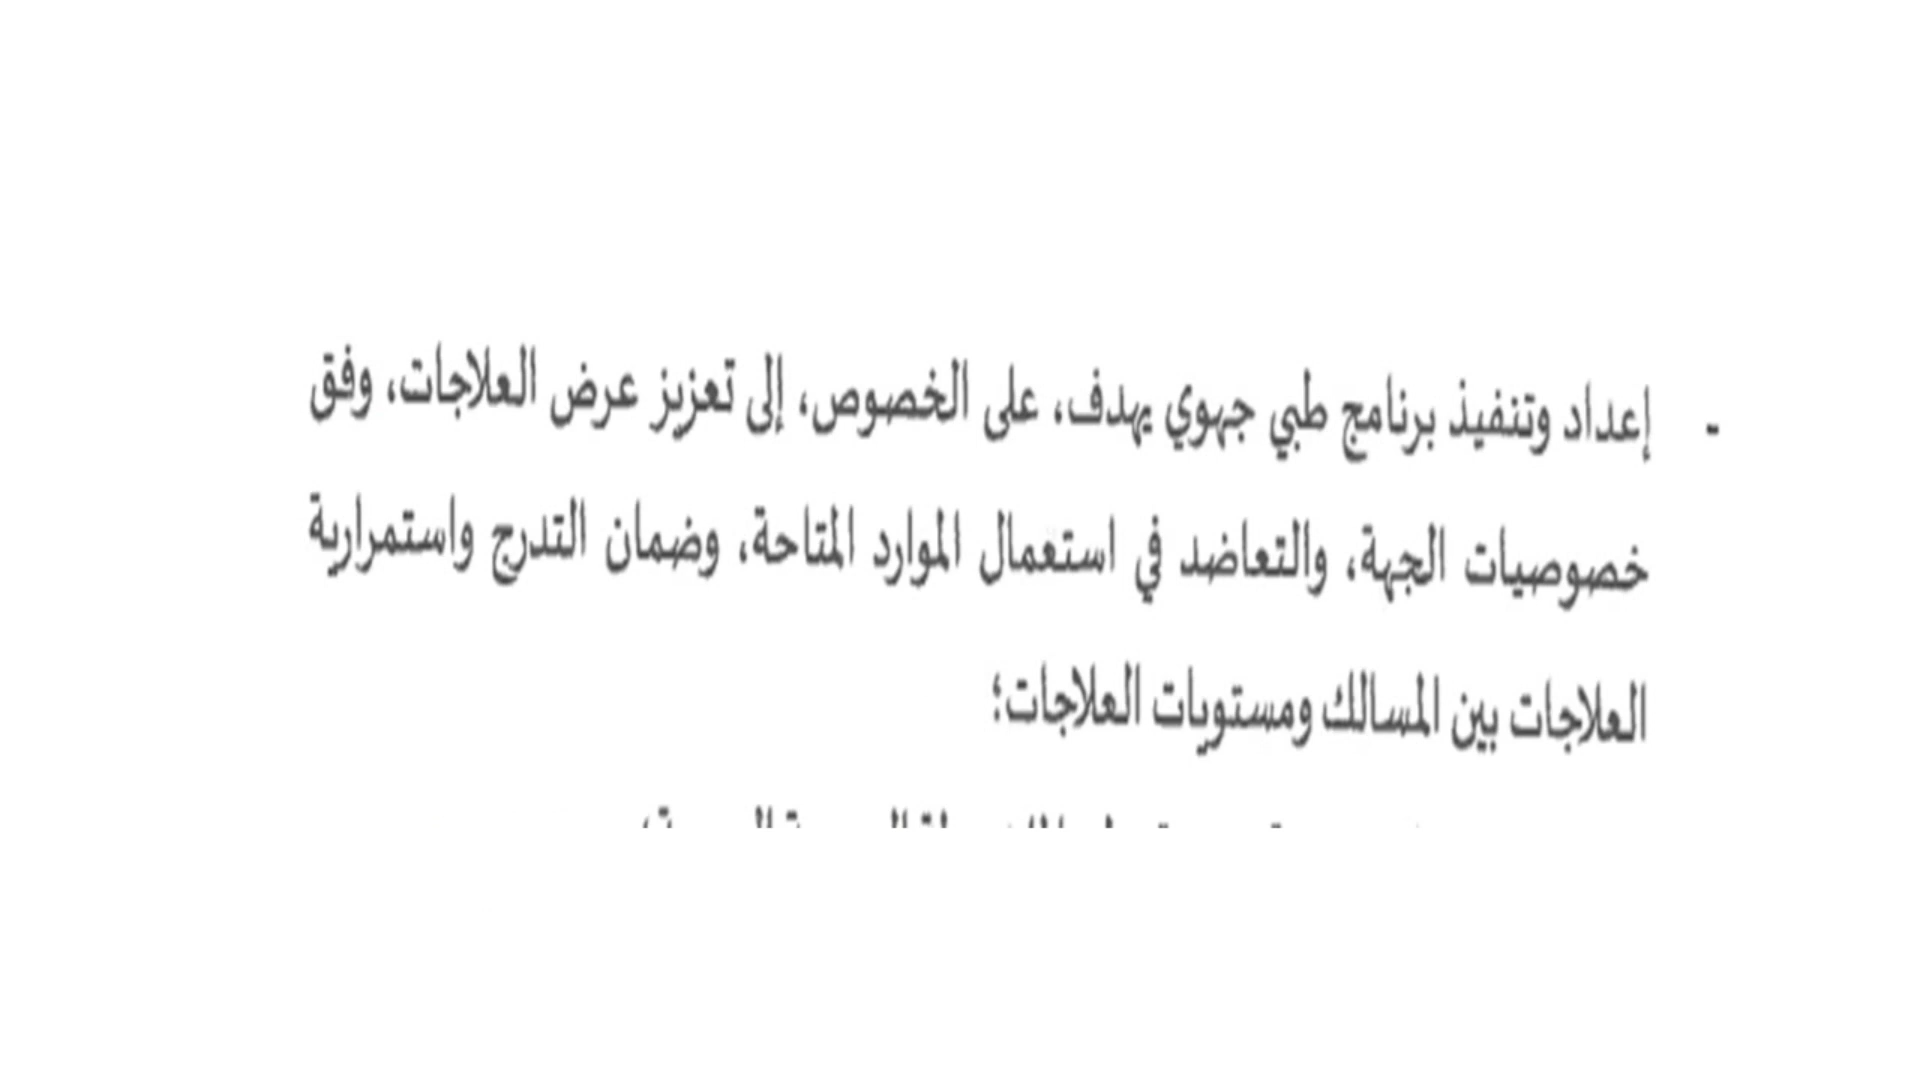 - إعداد وتنفيذ برنامج طبي جهوي يهدف، على الخصوص، إلى تعزيز عرض العلاجات، وفق
خصوصيات الجهة، والتعاضد في استعمال الموارد المتاحة، وضمان التدرج واستمرارية
العلاجات بين المسالك ومستويات العلاجات؛